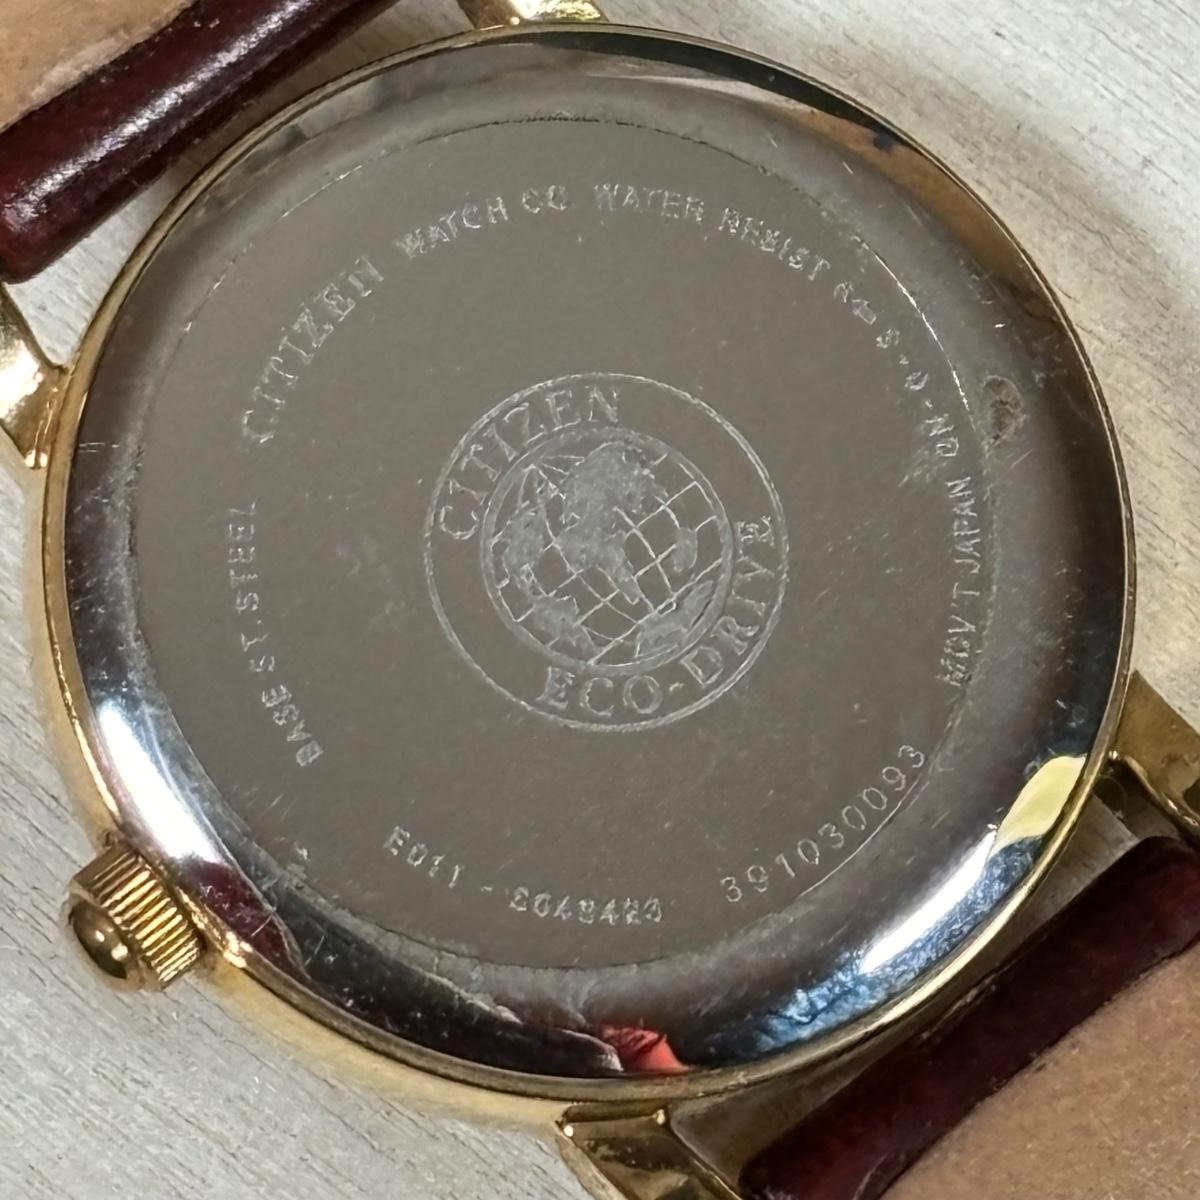 CITIZEN WATCH CO WATER RESIST
MOV'T JAPAN
391030093
E011 -
BASE ST.STEEL
CITIZEN
ECO-DRIVE